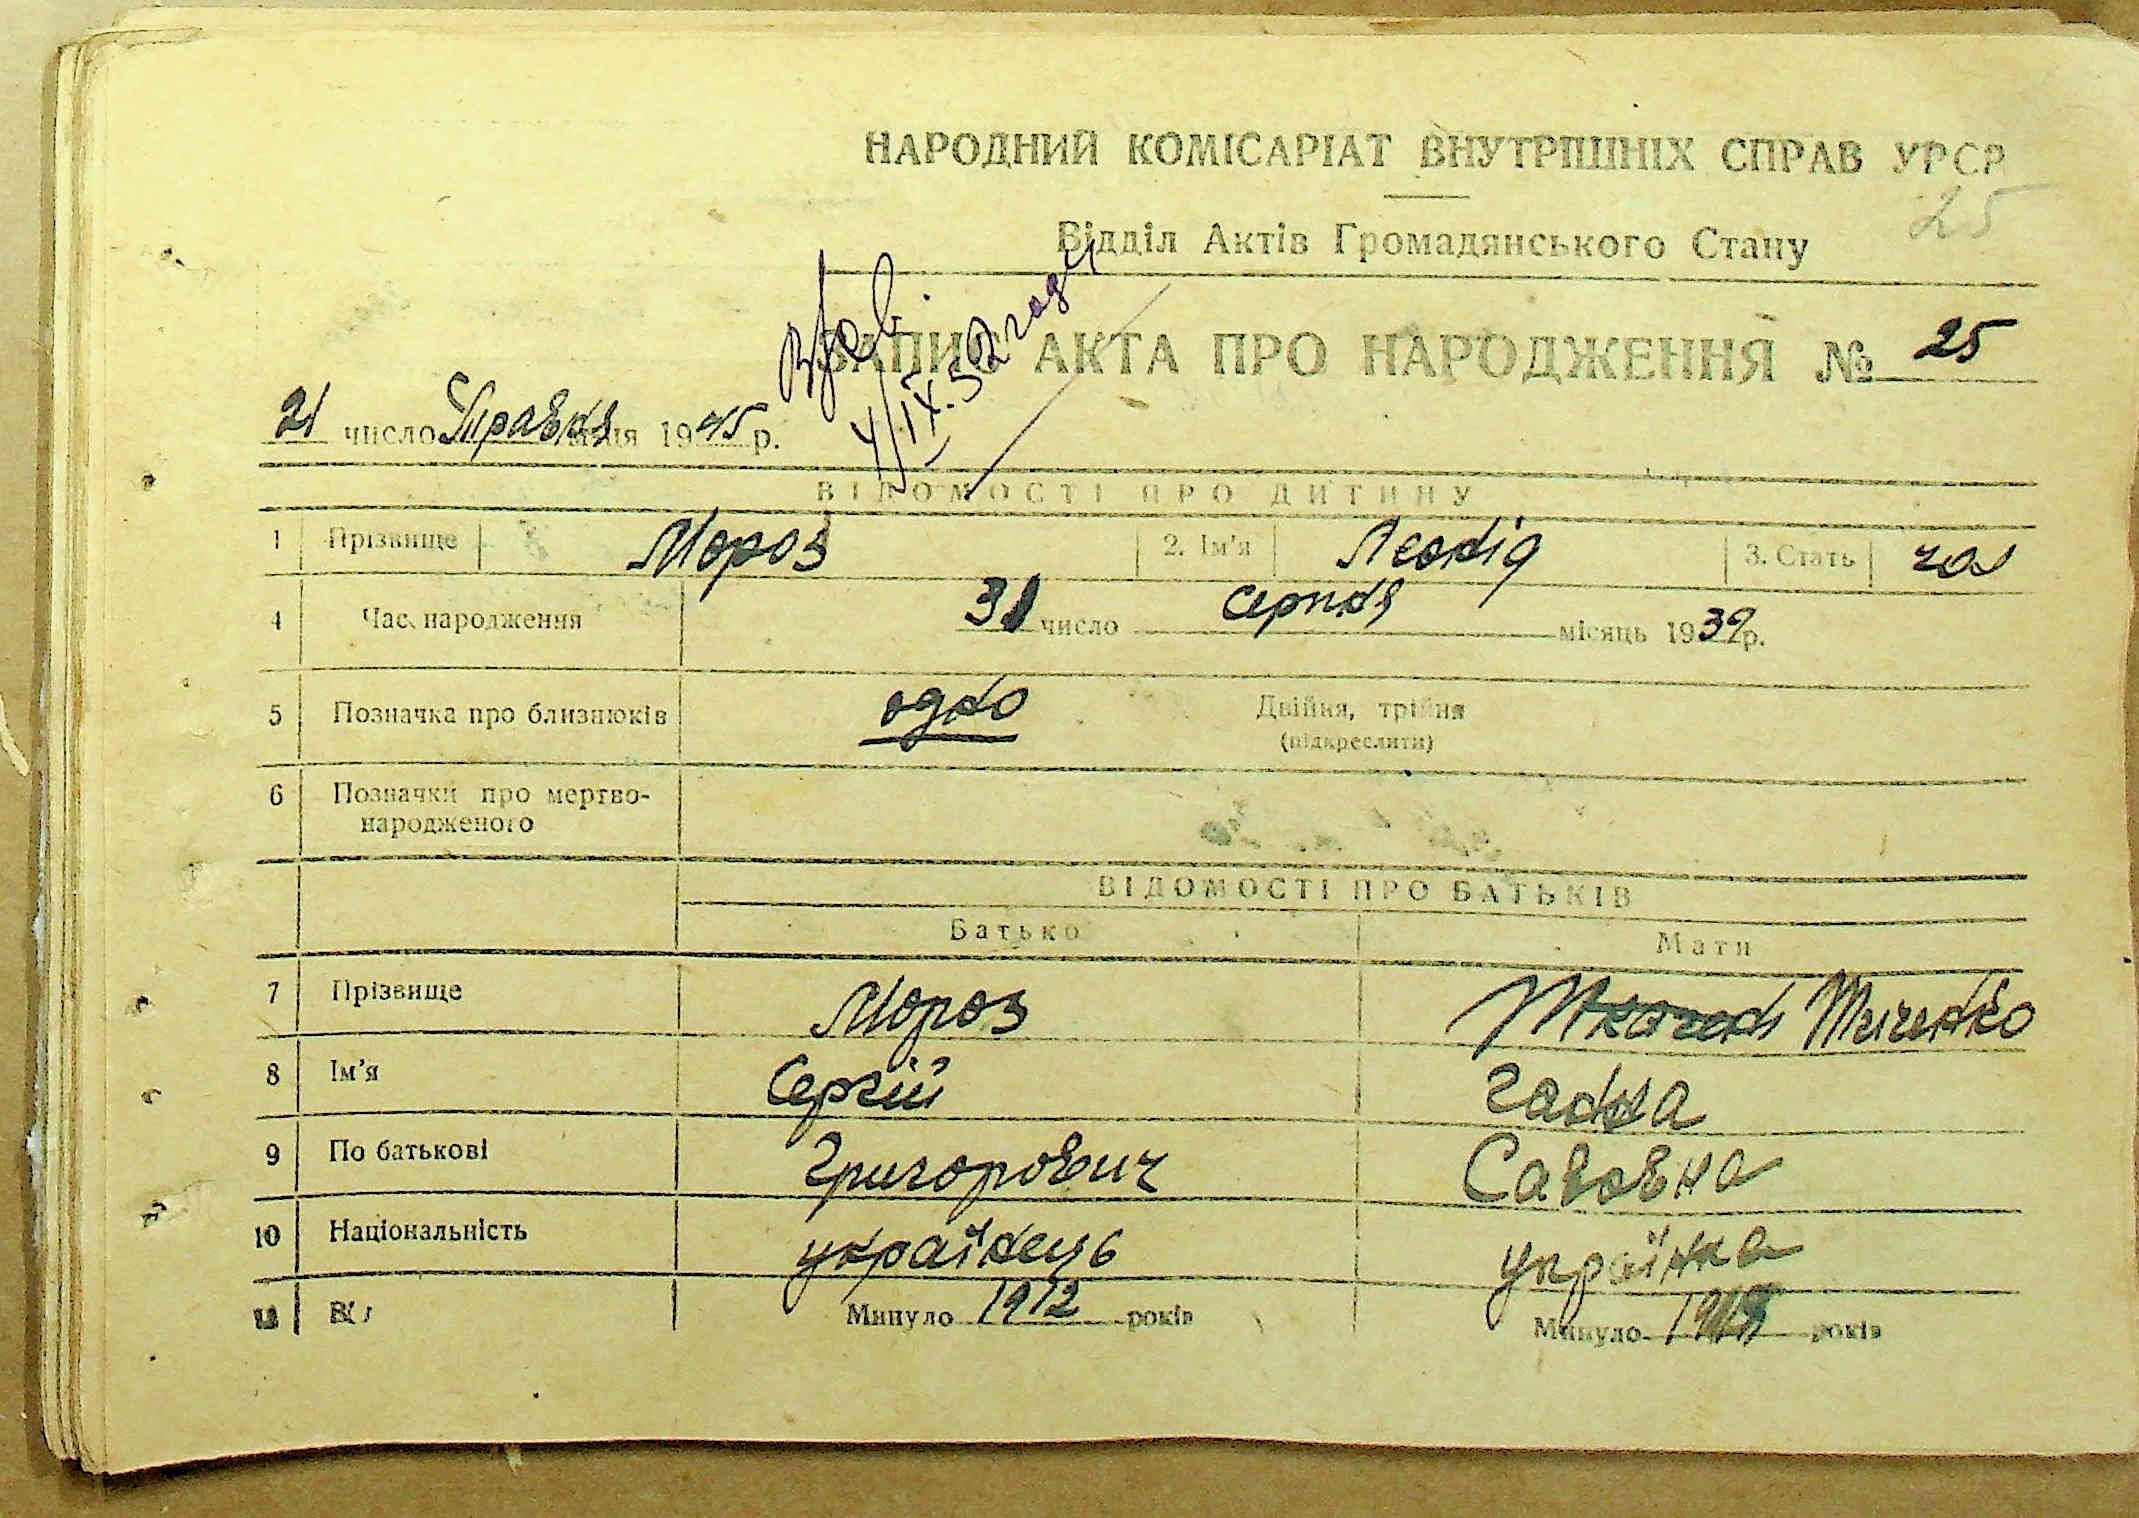 НАРОДНИЙ КОМІСАРІАТ ВНУТРІШНІХ СПРАВ УРСР
25
Відділ Актів Громадянського Стану
ЗАПИС АКТА ПРО НАРОДЖЕННЯ № 25
21 число Травня 1945 р.
ВІДОМОСТІ ПРО ДИТИНУ
1 Прізвище Мороз 2. Ім'я Леонід 3. Стать чол
4 Час народження 31 число серпня місяць 1939 р.
5 Позначка про близнюків одно Двійня, трійня
(підкреслити)
6 Позначки про мертво-
народженого
ВІДОМОСТІ ПРО БАТЬКІВ
Батько Мати
7 Прізвище Мороз
8 Ім'я Сергій Ганна
9 По батькові Григорович Савовна
10 Національність українець українка
Минуло 1912 років Минуло років